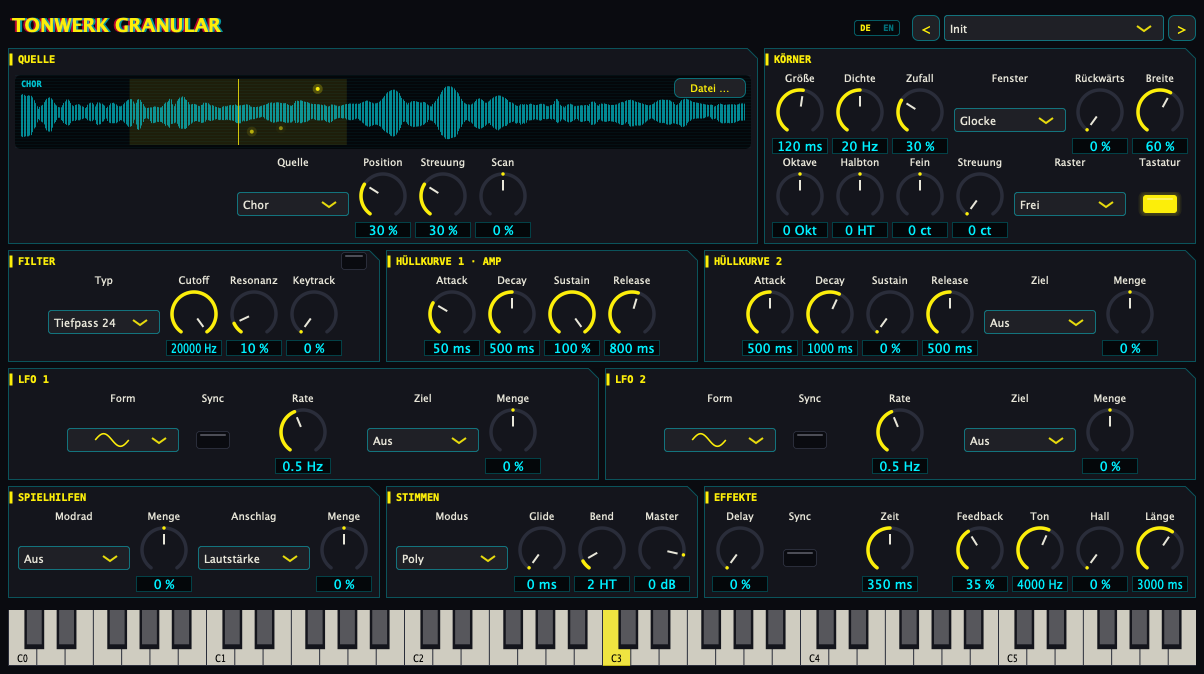 TONWERK GRANULAR
DE EN < Init >
QUELLE
CHOR
Datei ...
Quelle Position Streuung Scan
Chor
30 % 30 % 0 %
KÖRNER
Größe Dichte Zufall Fenster Rückwärts Breite
Glocke
120 ms 20 Hz 30 % 0 % 60 %
Oktave Halbton Fein Streuung Raster Tastatur
Frei
0 Okt 0 HT 0 ct 0 ct
FILTER
Typ Cutoff Resonanz Keytrack
Tiefpass 24
20000 Hz 10 % 0 %
HÜLLKURVE 1 · AMP
Attack Decay Sustain Release
50 ms 500 ms 100 % 800 ms
HÜLLKURVE 2
Attack Decay Sustain Release Ziel Menge
Aus
500 ms 1000 ms 0 % 500 ms 0 %
LFO 1
Form Sync Rate Ziel Menge
Aus
0.5 Hz 0 %
LFO 2
Form Sync Rate Ziel Menge
Aus
0.5 Hz 0 %
SPIELHILFEN
Modrad Menge Anschlag Menge
Aus Lautstärke
0 % 0 %
STIMMEN
Modus Glide Bend Master
Poly
0 ms 2 HT 0 dB
EFFEKTE
Delay Sync Zeit Feedback Ton Hall Länge
0 % 350 ms 35 % 4000 Hz 0 % 3000 ms
C0 C1 C2 C3 C4 C5